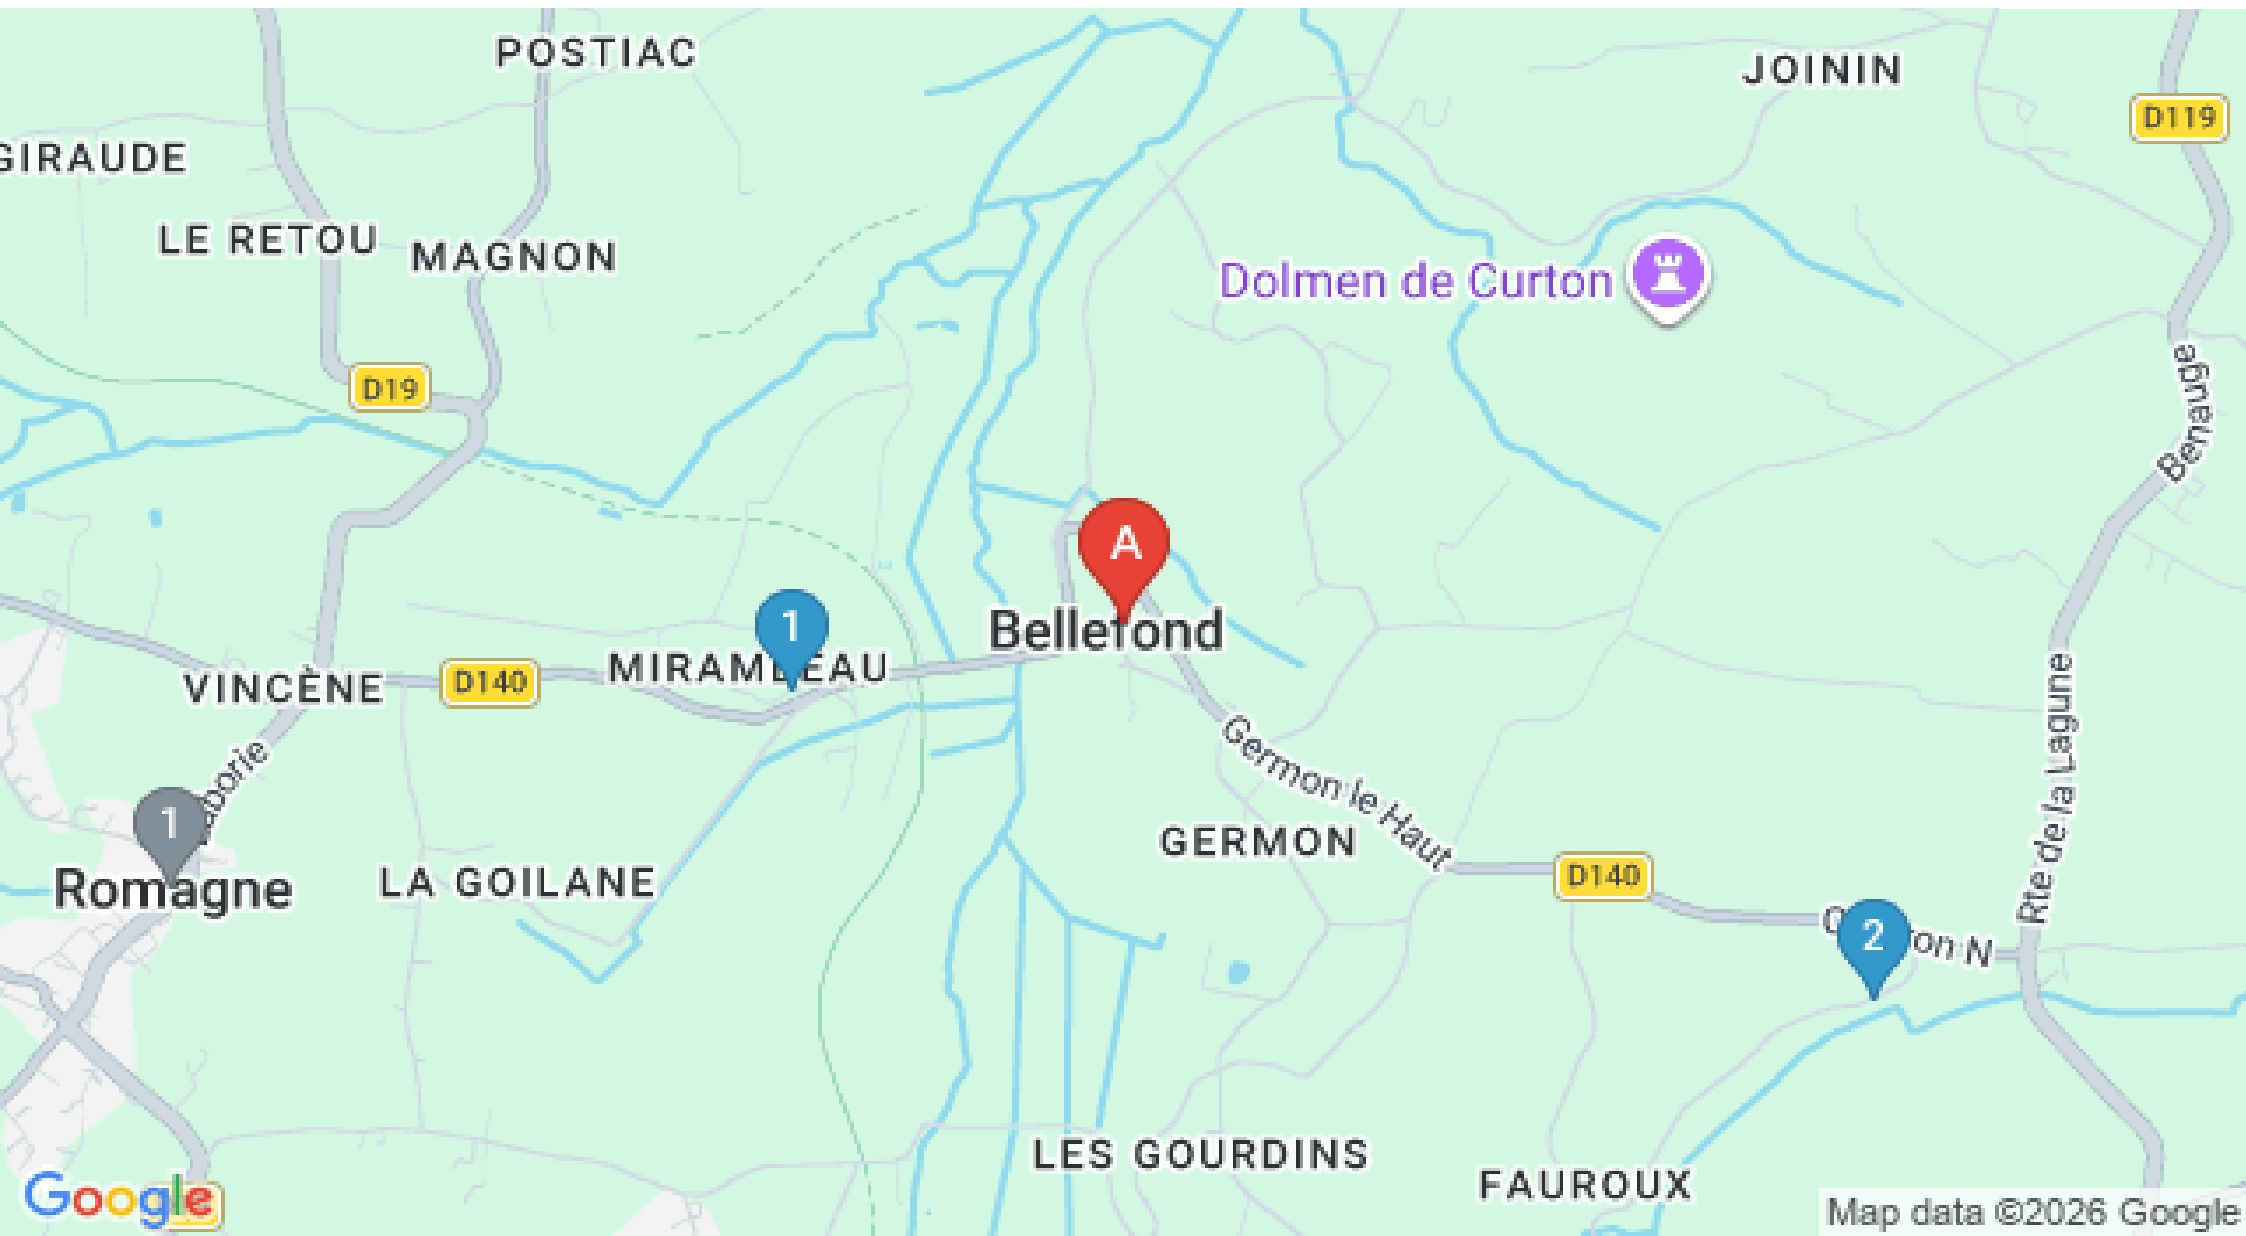 POSTIAC
JOININ
D119
GIRAUDE
LE RETOU
MAGNON
Dolmen de Curton
D19
Benauge
A
Bellefond
1
MIRAMBEAU
VINCÈNE
D140
Rte de la Lagune
Germon le Haut
1
GERMON
D140
LA GOILANE
Romagne
2
LES GOURDINS
FAUROUX
Google
Map data ©2026 Google